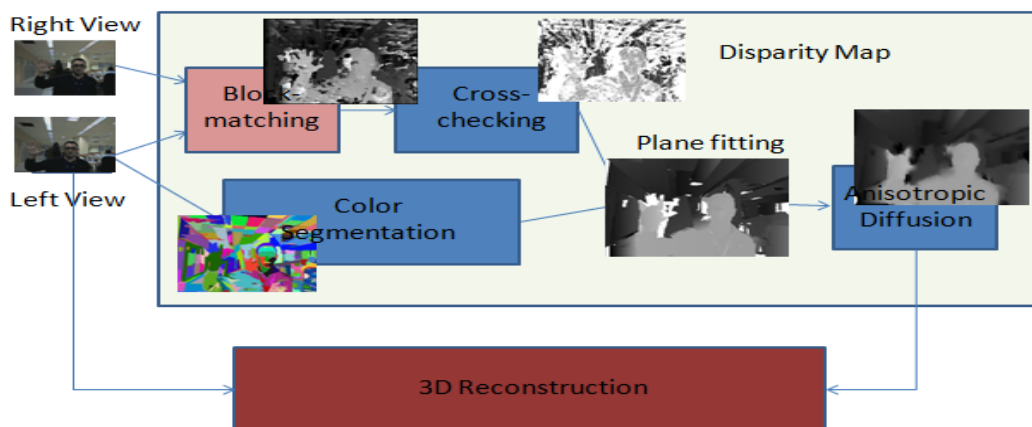 Right View
Disparity Map
Block-
matching
Cross-
checking
Plane fitting
Left View
Color
Segmentation
Anisotropic
Diffusion
3D Reconstruction